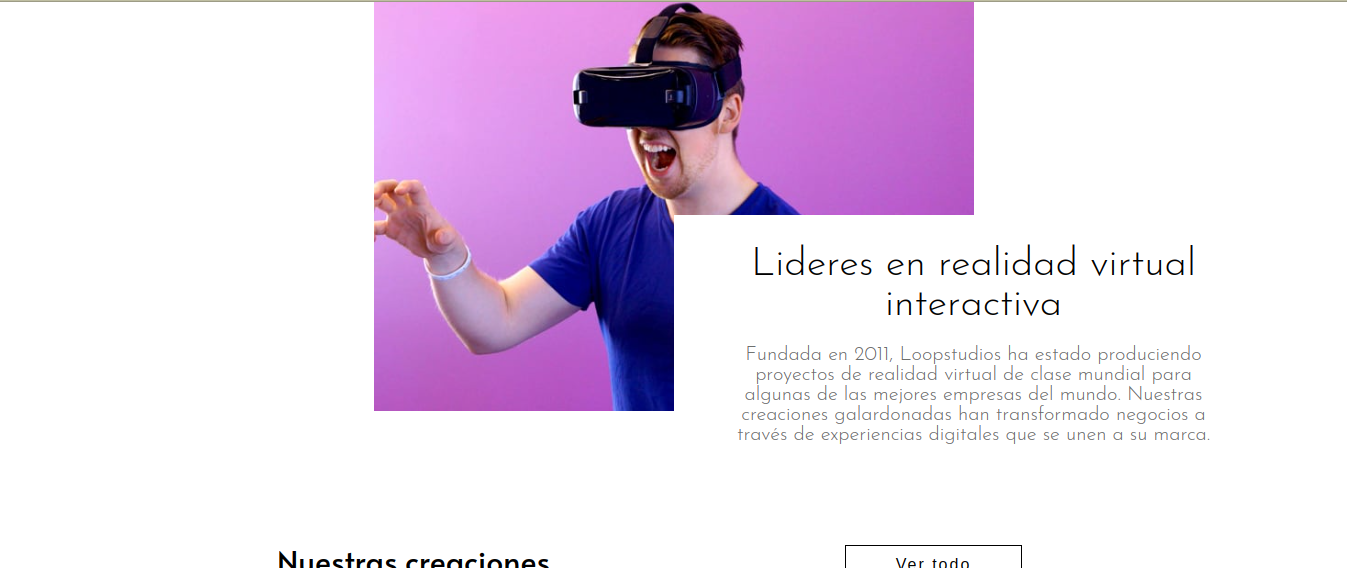 Lideres en realidad virtual
interactiva
Fundada en 2011, Loopstudios ha estado produciendo
proyectos de realidad virtual de clase mundial para
algunas de las mejores empresas del mundo. Nuestras
creaciones galardonadas han transformado negocios a
través de experiencias digitales que se unen a su marca.
Nuestras creaciones
Ver todo